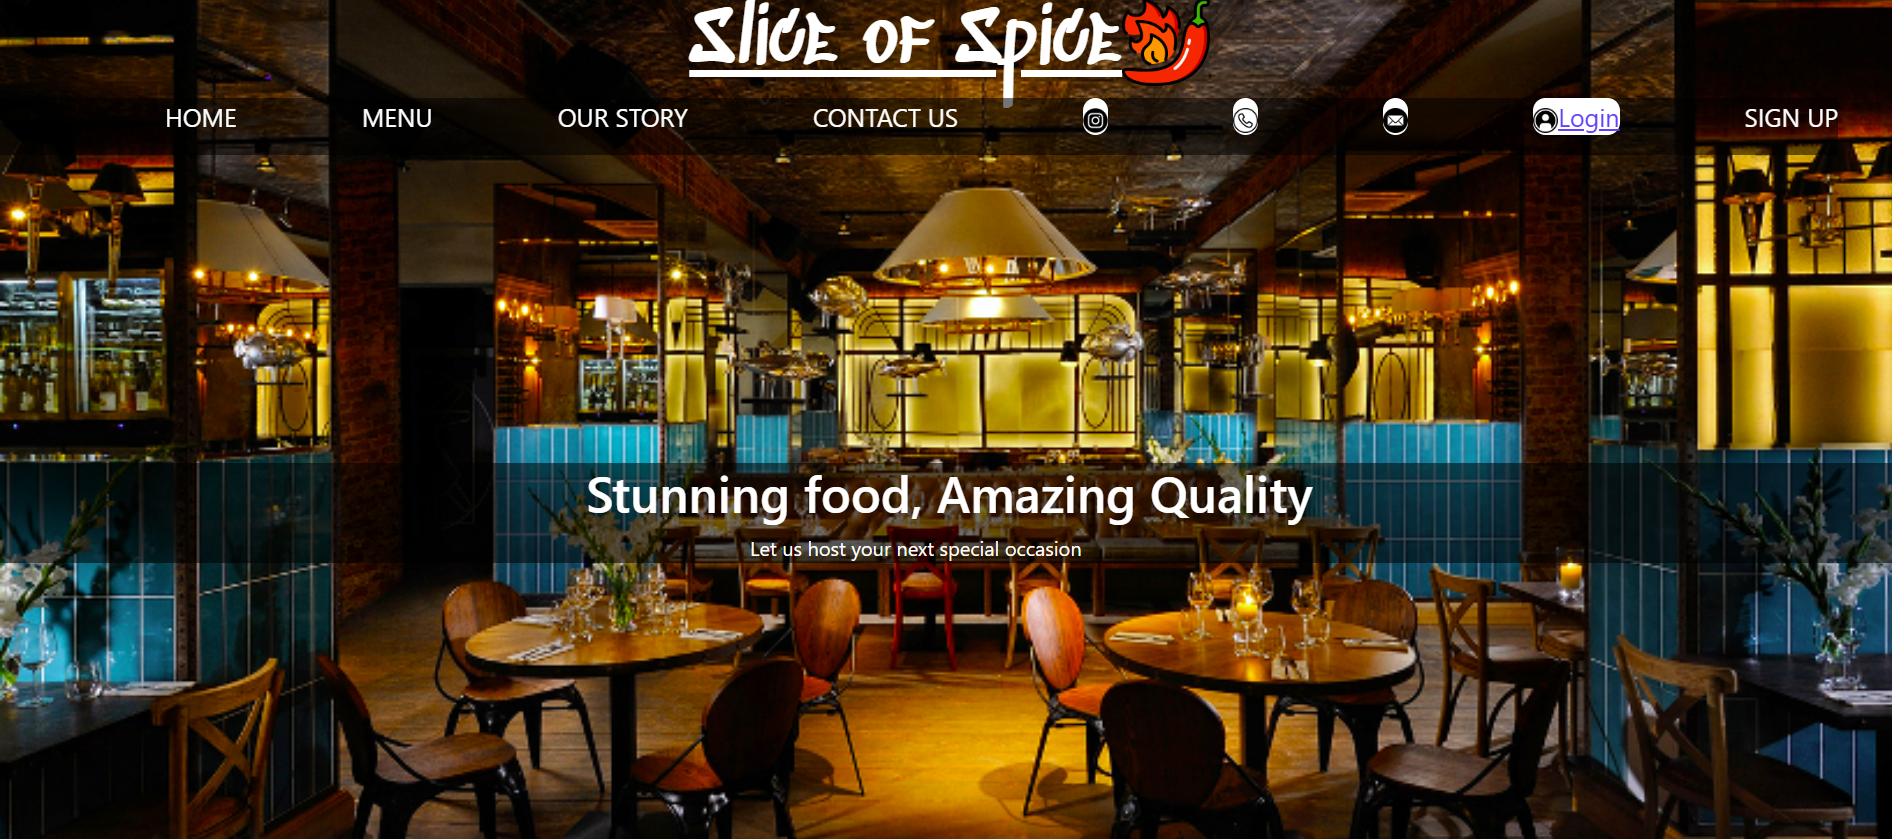 Slice of Spice
HOME MENU OUR STORY CONTACT US Login SIGN UP
Stunning food, Amazing Quality
Let us host your next special occasion